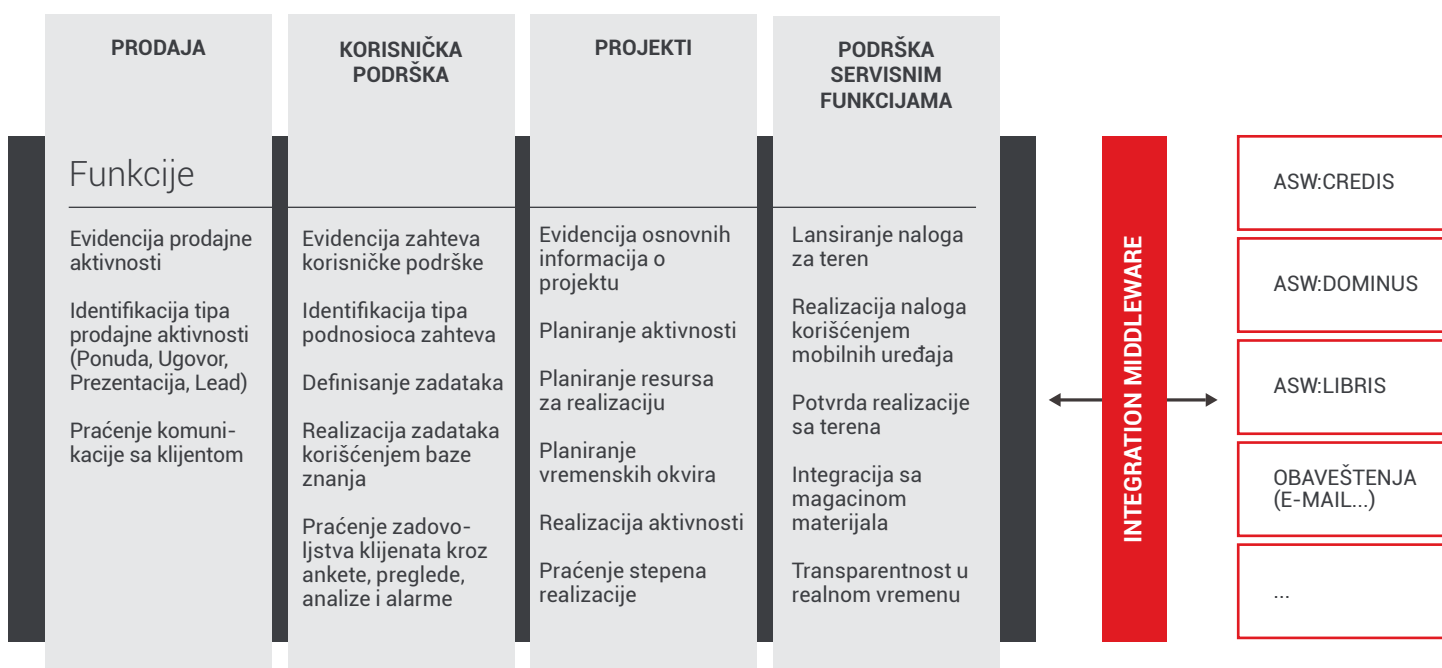 PRODAJA
KORISNIČKA
PODRŠKA
PROJEKTI
PODRŠKA
SERVISNIM
FUNKCIJAMA
Funkcije
Evidencija prodajne
aktivnosti
Identifikacija tipa
prodajne aktivnosti
(Ponuda, Ugovor,
Prezentacija, Lead)
Praćenje komuni-
kacije sa klijentom
Evidencija zahteva
korisničke podrške
Identifikacija tipa
podnosioca zahteva
Definisanje zadataka
Realizacija zadataka
korišćenjem baze
znanja
Praćenje zadovo-
ljstva klijenata kroz
ankete, preglede,
analize i alarme
Evidencija osnovnih
informacija o
projektu
Planiranje aktivnosti
Planiranje resursa
za realizaciju
Planiranje
vremenskih okvira
Realizacija aktivnosti
Praćenje stepena
realizacije
Lansiranje naloga
za teren
Realizacija naloga
korišćenjem
mobilnih uređaja
Potvrda realizacije
sa terena
Integracija sa
magacinom
materijala
Transparentnost u
realnom vremenu
INTEGRATION MIDDLEWARE
ASW:CREDIS
ASW:DOMINUS
ASW:LIBRIS
OBAVEŠTENJA
(E-MAIL...)
...